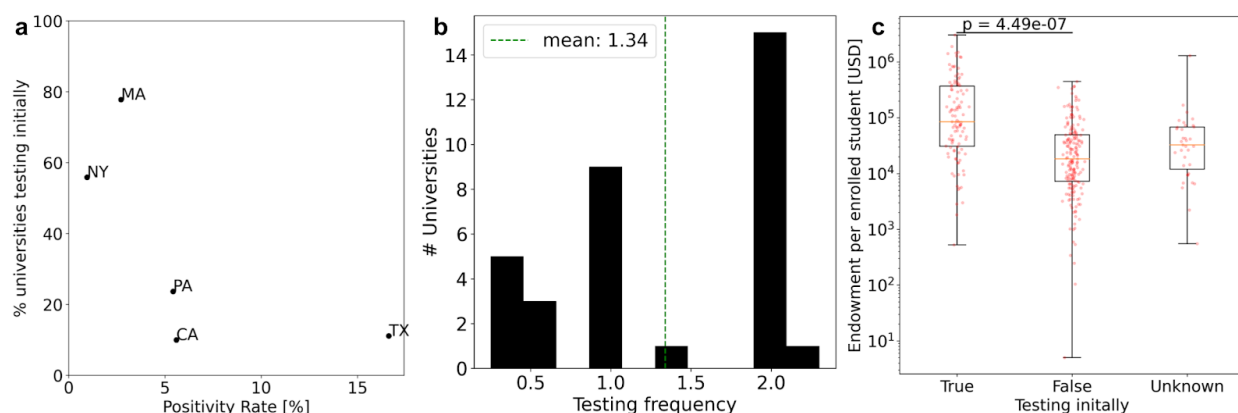 a
100
80
60
40
20
0
% universities testing initially
MA
NY
PA
CA
TX
0 5 10 15
Positivity Rate [%]
b
mean: 1.34
14
12
10
8
6
4
2
0
# Universities
0.5 1.0 1.5 2.0
Testing frequency
c
p = 4.49e-07
10⁶
10⁵
10⁴
10³
10²
10¹
Endowment per enrolled student [USD]
True False Unknown
Testing initally